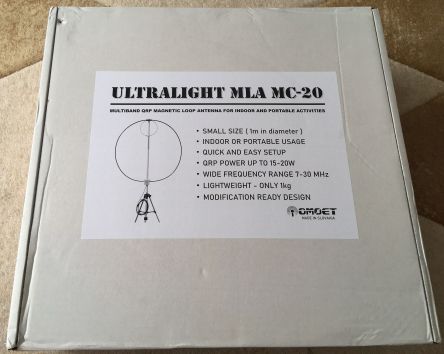 ULTRALIGHT MLA MC-20
MULTIBAND QRP MAGNETIC LOOP ANTENNA FOR INDOOR AND PORTABLE ACTIVITIES
• SMALL SIZE ( 1m in diameter )
• INDOOR OR PORTABLE USAGE
• QUICK AND EASY SETUP
• QRP POWER UP TO 15-20W
• WIDE FREQUENCY RANGE 7-30 MHz
• LIGHTWEIGHT - ONLY 1kg
• MODIFICATION READY DESIGN
OMDET
MADE IN SLOVAKIA